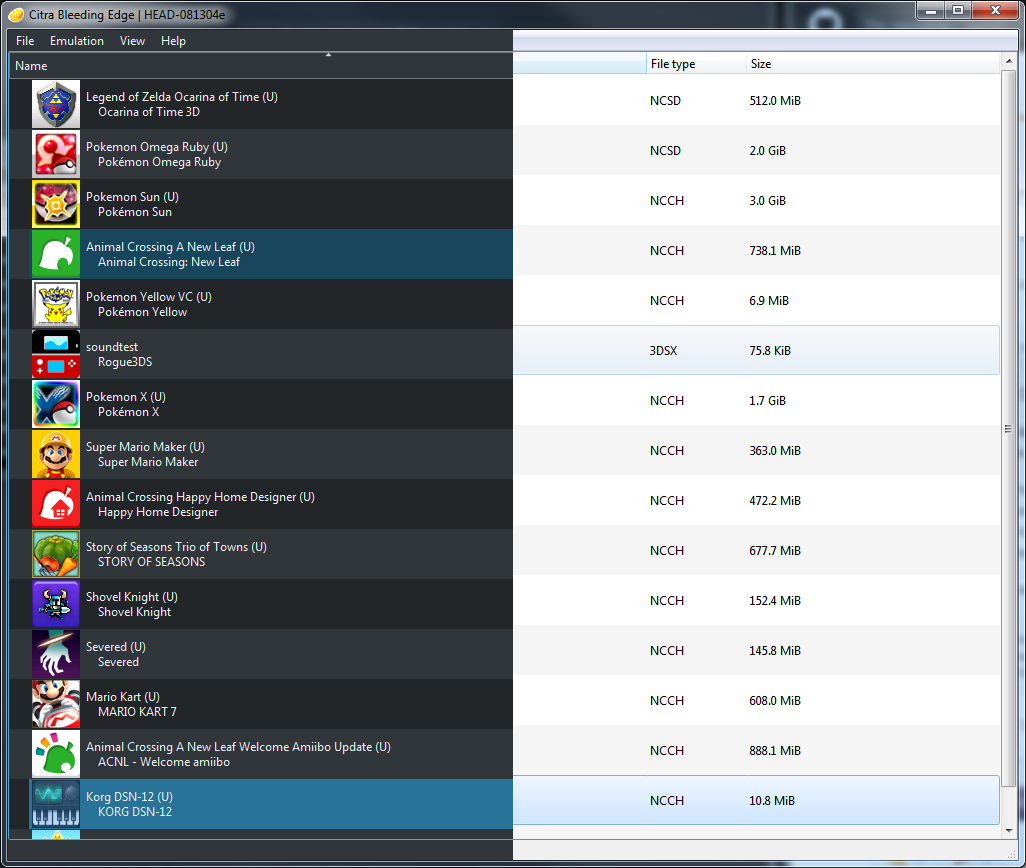 Citra Bleeding Edge | HEAD-081304e
File Emulation View Help
Name File type Size
Legend of Zelda Ocarina of Time (U)
Ocarina of Time 3D
NCSD 512.0 MiB
Pokemon Omega Ruby (U)
Pokémon Omega Ruby
NCSD 2.0 GiB
Pokemon Sun (U)
Pokémon Sun
NCCH 3.0 GiB
Animal Crossing A New Leaf (U)
Animal Crossing: New Leaf
NCCH 738.1 MiB
Pokemon Yellow VC (U)
Pokémon Yellow
NCCH 6.9 MiB
soundtest
Rogue3DS
3DSX 75.8 KiB
Pokemon X (U)
Pokémon X
NCCH 1.7 GiB
Super Mario Maker (U)
Super Mario Maker
NCCH 363.0 MiB
Animal Crossing Happy Home Designer (U)
Happy Home Designer
NCCH 472.2 MiB
Story of Seasons Trio of Towns (U)
STORY OF SEASONS
NCCH 677.7 MiB
Shovel Knight (U)
Shovel Knight
NCCH 152.4 MiB
Severed (U)
Severed
NCCH 145.8 MiB
Mario Kart (U)
MARIO KART 7
NCCH 608.0 MiB
Animal Crossing A New Leaf Welcome Amiibo Update (U)
ACNL - Welcome amiibo
NCCH 888.1 MiB
Korg DSN-12 (U)
KORG DSN-12
NCCH 10.8 MiB